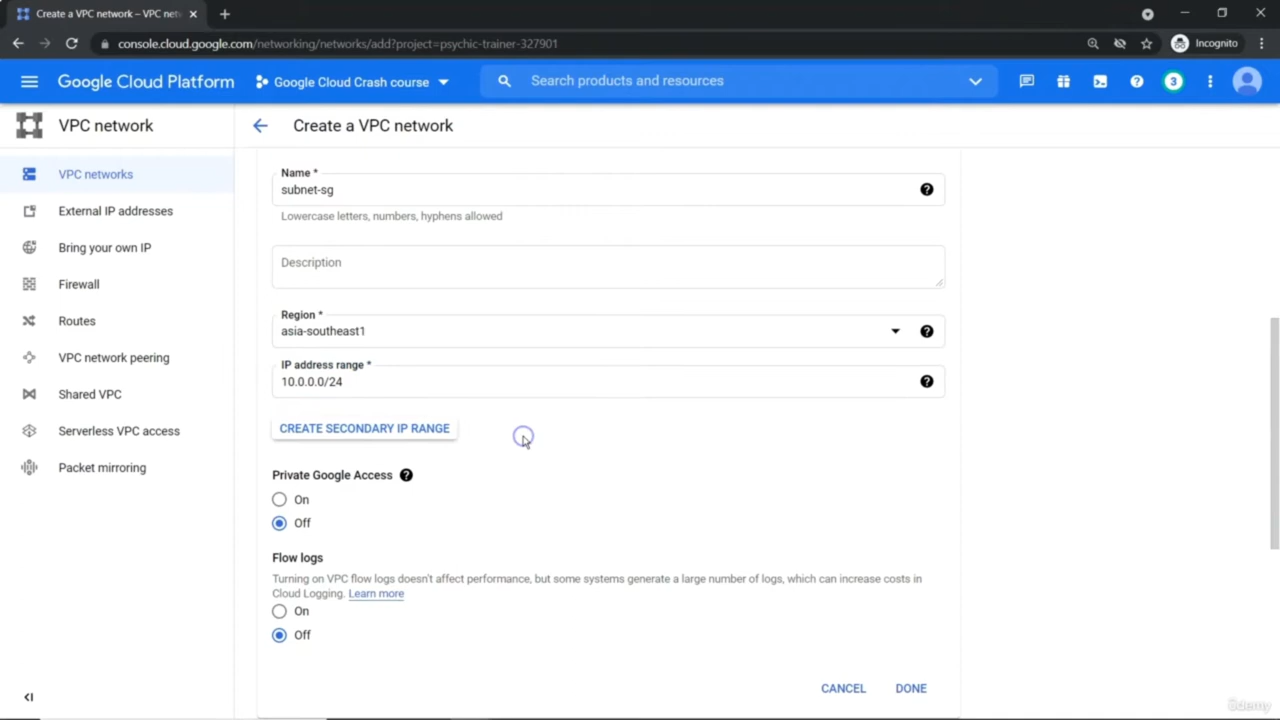 Create a VPC network – VPC net
console.cloud.google.com/networking/networks/add?project=psychic-trainer-327901
Incognito
Google Cloud Platform
Google Cloud Crash course
Search products and resources
3
VPC network
Create a VPC network
VPC networks
External IP addresses
Bring your own IP
Firewall
Routes
VPC network peering
Shared VPC
Serverless VPC access
Packet mirroring
Name *
subnet-sg
Lowercase letters, numbers, hyphens allowed
Description
Region *
asia-southeast1
IP address range *
10.0.0.0/24
CREATE SECONDARY IP RANGE
Private Google Access
On
Off
Flow logs
Turning on VPC flow logs doesn't affect performance, but some systems generate a large number of logs, which can increase costs in
Cloud Logging. Learn more
On
Off
CANCEL
DONE
Udemy